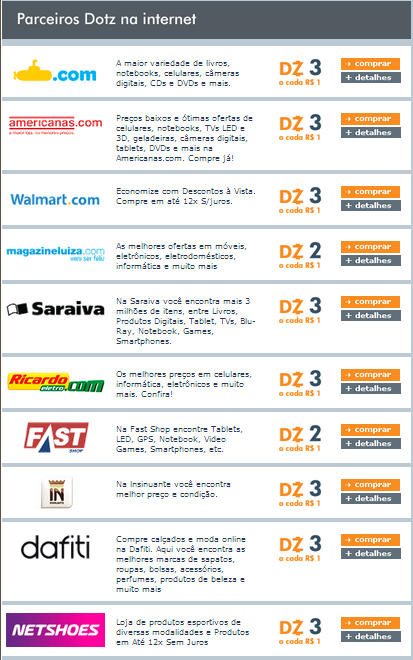 Parceiros Dotz na internet
.com
A maior variedade de livros,
notebooks, celulares, câmeras
digitais, CDs e DVDs e mais.
DZ 3
a cada R$ 1
comprar
+ detalhes
americanas.com
a maior loja. os menores preços.
Preços baixos e ótimas ofertas de
celulares, notebooks, TVs LED e
3D, geladeiras, câmeras digitais,
tablets, DVDs e mais na
Americanas.com. Compre já!
DZ 3
a cada R$ 1
comprar
+ detalhes
Walmart.com
Economize com Descontos à Vista.
Compre em até 12x S/Juros.
DZ 3
a cada R$ 1
comprar
+ detalhes
magazineluiza.com
vem ser feliz
As melhores ofertas em móveis,
eletrônicos, eletrodomésticos,
informática e muito mais
DZ 2
a cada R$ 1
comprar
+ detalhes
Saraiva
Na Saraiva você encontra mais 3
milhões de itens, entre Livros,
Produtos Digitais, Tablet, TVs, Blu-
Ray, Notebook, Games,
Smartphones.
DZ 3
a cada R$ 1
comprar
+ detalhes
Ricardo
eletro.com
Os melhores preços em celulares,
informática, eletrônicos e muito
mais. Confira!
DZ 3
a cada R$ 1
comprar
+ detalhes
FAST
SHOP
Na Fast Shop encontre Tablets,
LED, GPS, Notebook, Video
Games, Smartphones, etc.
DZ 2
a cada R$ 1
comprar
+ detalhes
IN
Na Insinuante você encontra
melhor preço e condição.
DZ 3
a cada R$ 1
comprar
+ detalhes
dafiti
Compre calçados e moda online
na Dafiti. Aqui você encontra as
melhores marcas de sapatos,
roupas, bolsas, acessórios,
perfumes, produtos de beleza e
muito mais
DZ 3
a cada R$ 1
comprar
+ detalhes
NETSHOES
Loja de produtos esportivos de
diversas modalidades e Produtos
em Até 12x Sem Juros
DZ 3
a cada R$ 1
comprar
+ detalhes